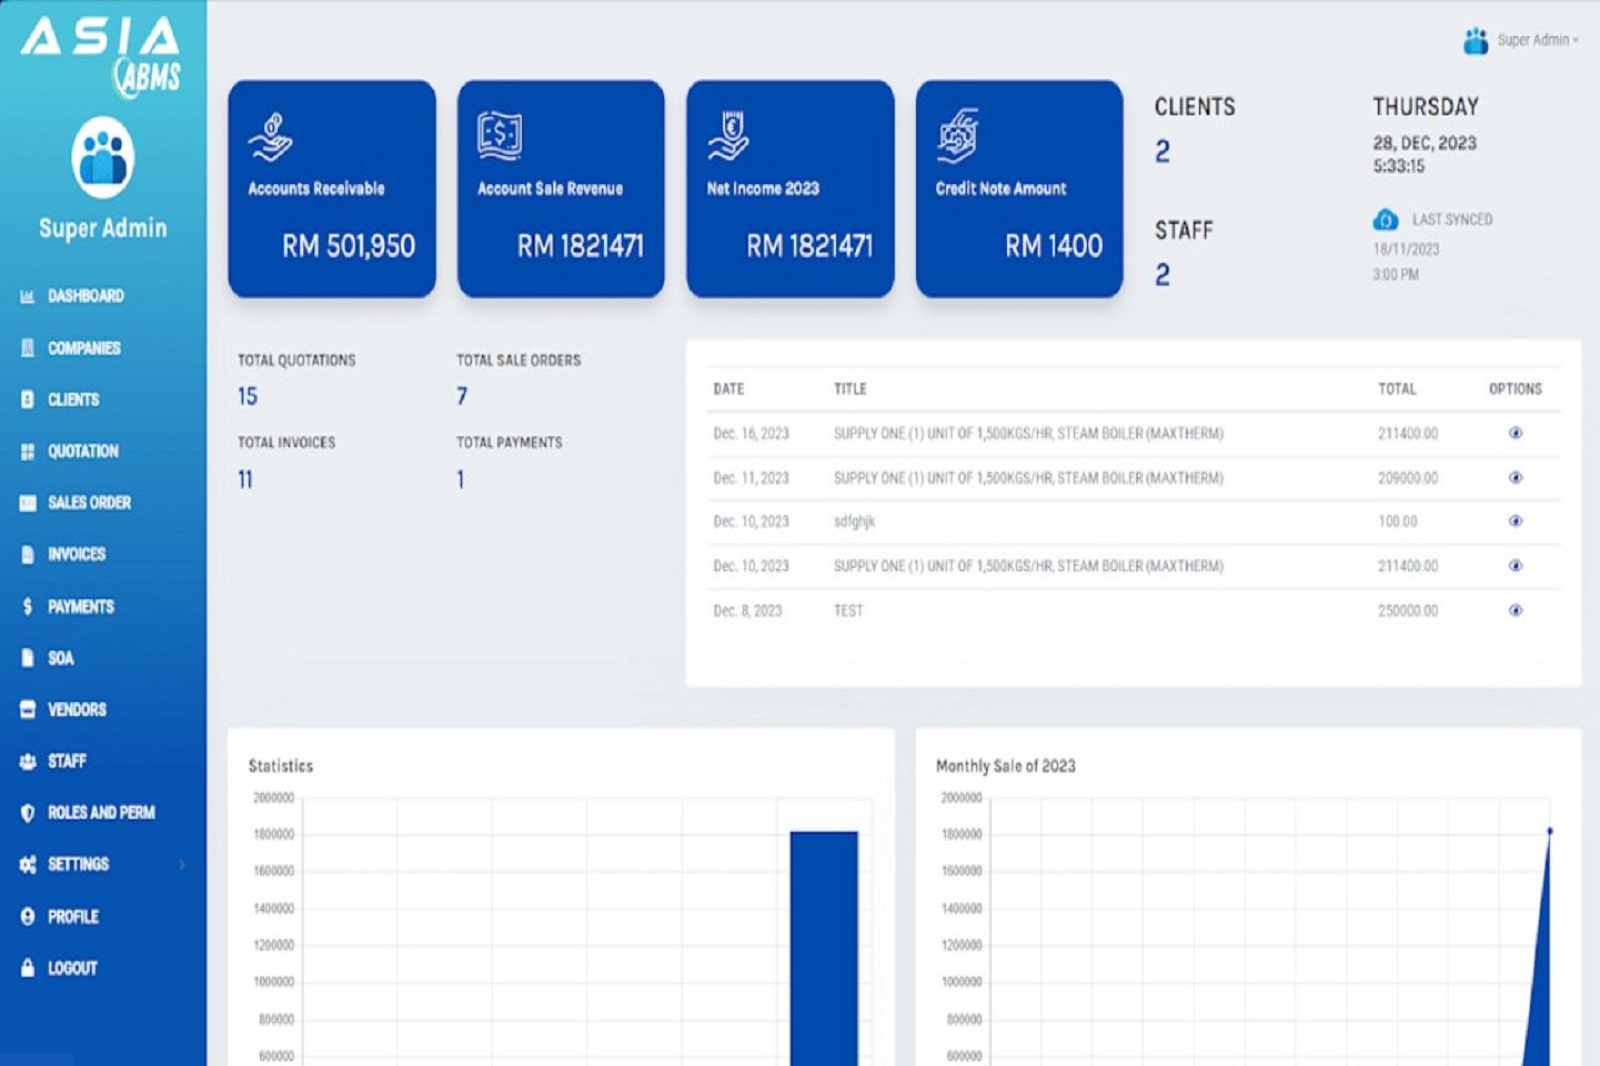 ASIA
ABMS
Super Admin
DASHBOARD
COMPANIES
CLIENTS
QUOTATION
SALES ORDER
INVOICES
PAYMENTS
SOA
VENDORS
STAFF
ROLES AND PERM
SETTINGS
PROFILE
LOGOUT
Super Admin
Accounts Receivable
RM 501,950
Account Sale Revenue
RM 1821471
Net Income 2023
RM 1821471
Credit Note Amount
RM 1400
CLIENTS
2
STAFF
2
THURSDAY
28, DEC, 2023
5:33:15
LAST SYNCED
18/11/2023
3:00 PM
TOTAL QUOTATIONS
15
TOTAL SALE ORDERS
7
TOTAL INVOICES
11
TOTAL PAYMENTS
1
DATE TITLE TOTAL OPTIONS
Dec. 16, 2023 SUPPLY ONE (1) UNIT OF 1,500KGS/HR, STEAM BOILER (MAXTHERM) 211400.00
Dec. 11, 2023 SUPPLY ONE (1) UNIT OF 1,500KGS/HR, STEAM BOILER (MAXTHERM) 209000.00
Dec. 10, 2023 sdfghjk 100.00
Dec. 10, 2023 SUPPLY ONE (1) UNIT OF 1,500KGS/HR, STEAM BOILER (MAXTHERM) 211400.00
Dec. 8, 2023 TEST 250000.00
Statistics
2000000
1800000
1600000
1400000
1200000
1000000
800000
600000
Monthly Sale of 2023
2000000
1800000
1600000
1400000
1200000
1000000
800000
600000